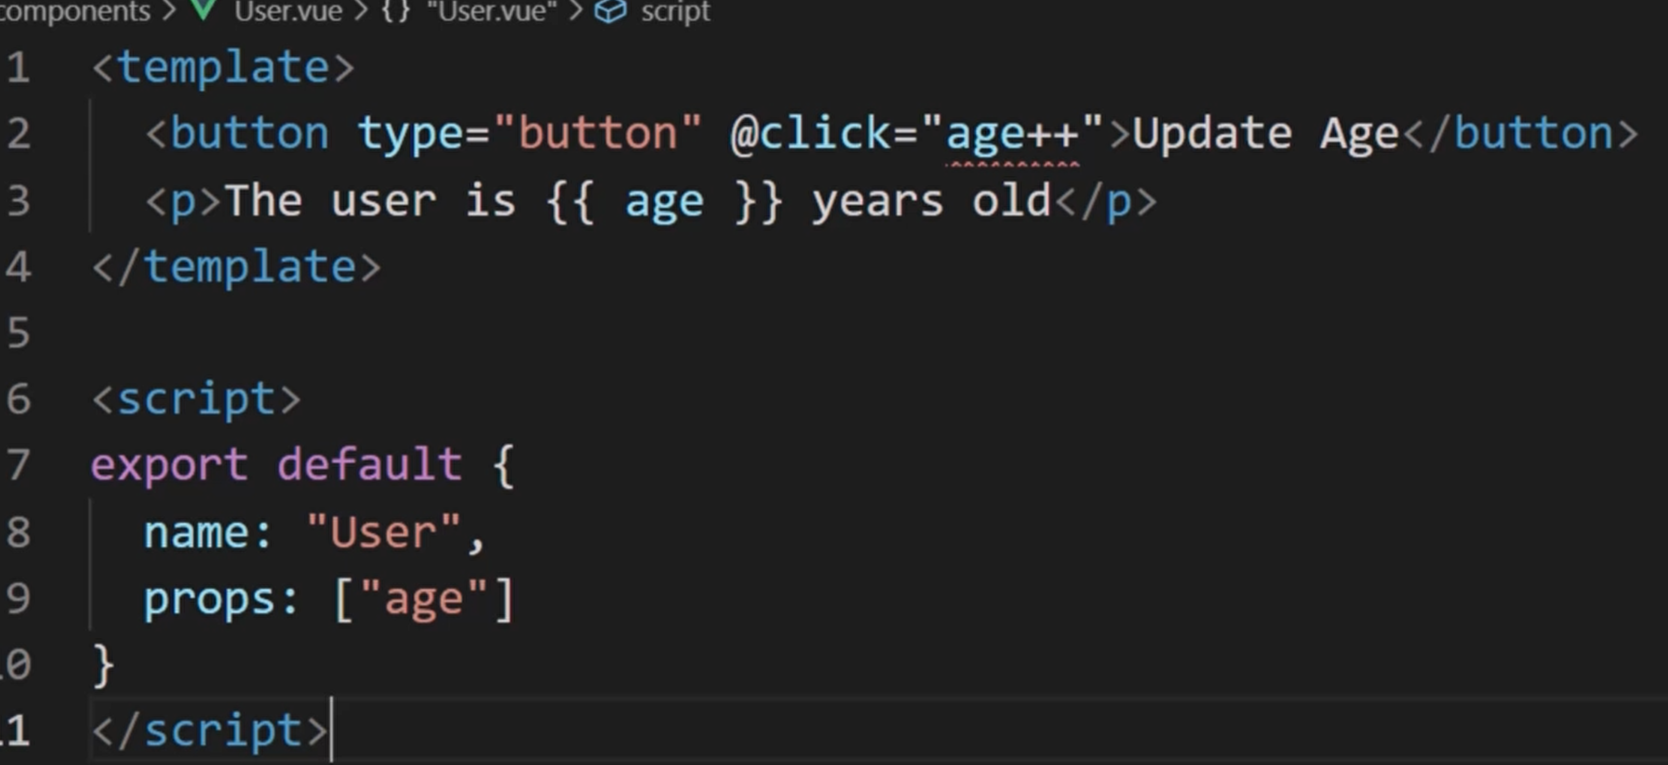 components > User.vue > {} "User.vue" > script
1 <template>
2 <button type="button" @click="age++">Update Age</button>
3 <p>The user is {{ age }} years old</p>
4 </template>
5
6 <script>
7 export default {
8 name: "User",
9 props: ["age"]
10 }
11 </script>